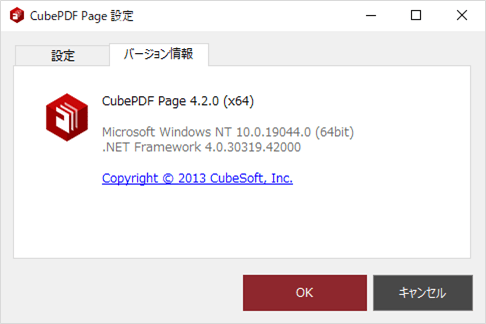 CubePDF Page 設定
設定
バージョン情報
CubePDF Page 4.2.0 (x64)
Microsoft Windows NT 10.0.19044.0 (64bit)
.NET Framework 4.0.30319.42000
Copyright © 2013 CubeSoft, Inc.
OK
キャンセル